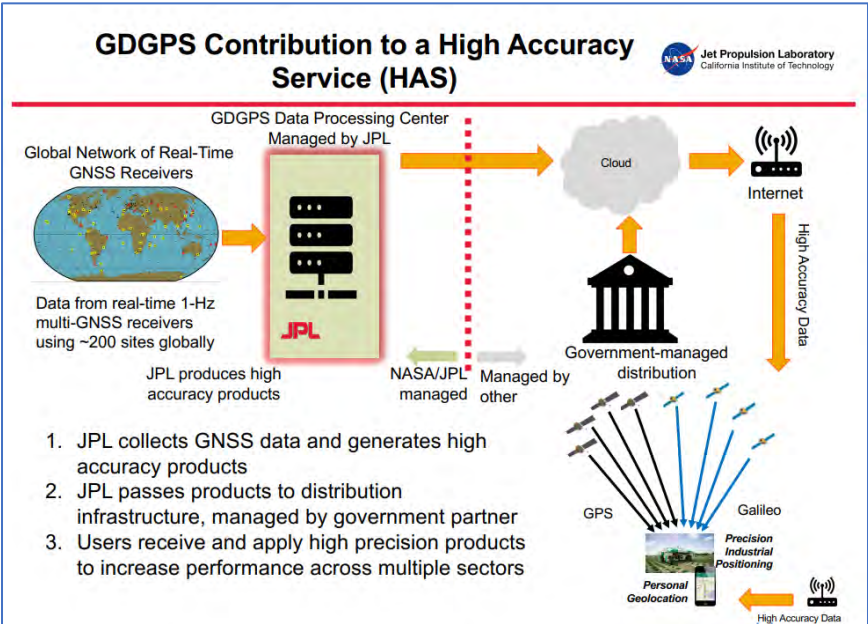 GDGPS Contribution to a High Accuracy
Service (HAS)
NASA
Jet Propulsion Laboratory
California Institute of Technology
GDGPS Data Processing Center
Managed by JPL
Global Network of Real-Time
GNSS Receivers
Cloud
Internet
High Accuracy Data
JPL
Data from real-time 1-Hz
multi-GNSS receivers
using ~200 sites globally
JPL produces high
accuracy products
NASA/JPL
managed
Managed by
other
Government-managed
distribution
1. JPL collects GNSS data and generates high
accuracy products
2. JPL passes products to distribution
infrastructure, managed by government partner
3. Users receive and apply high precision products
to increase performance across multiple sectors
GPS
Galileo
Precision
Industrial
Positioning
Personal
Geolocation
High Accuracy Data